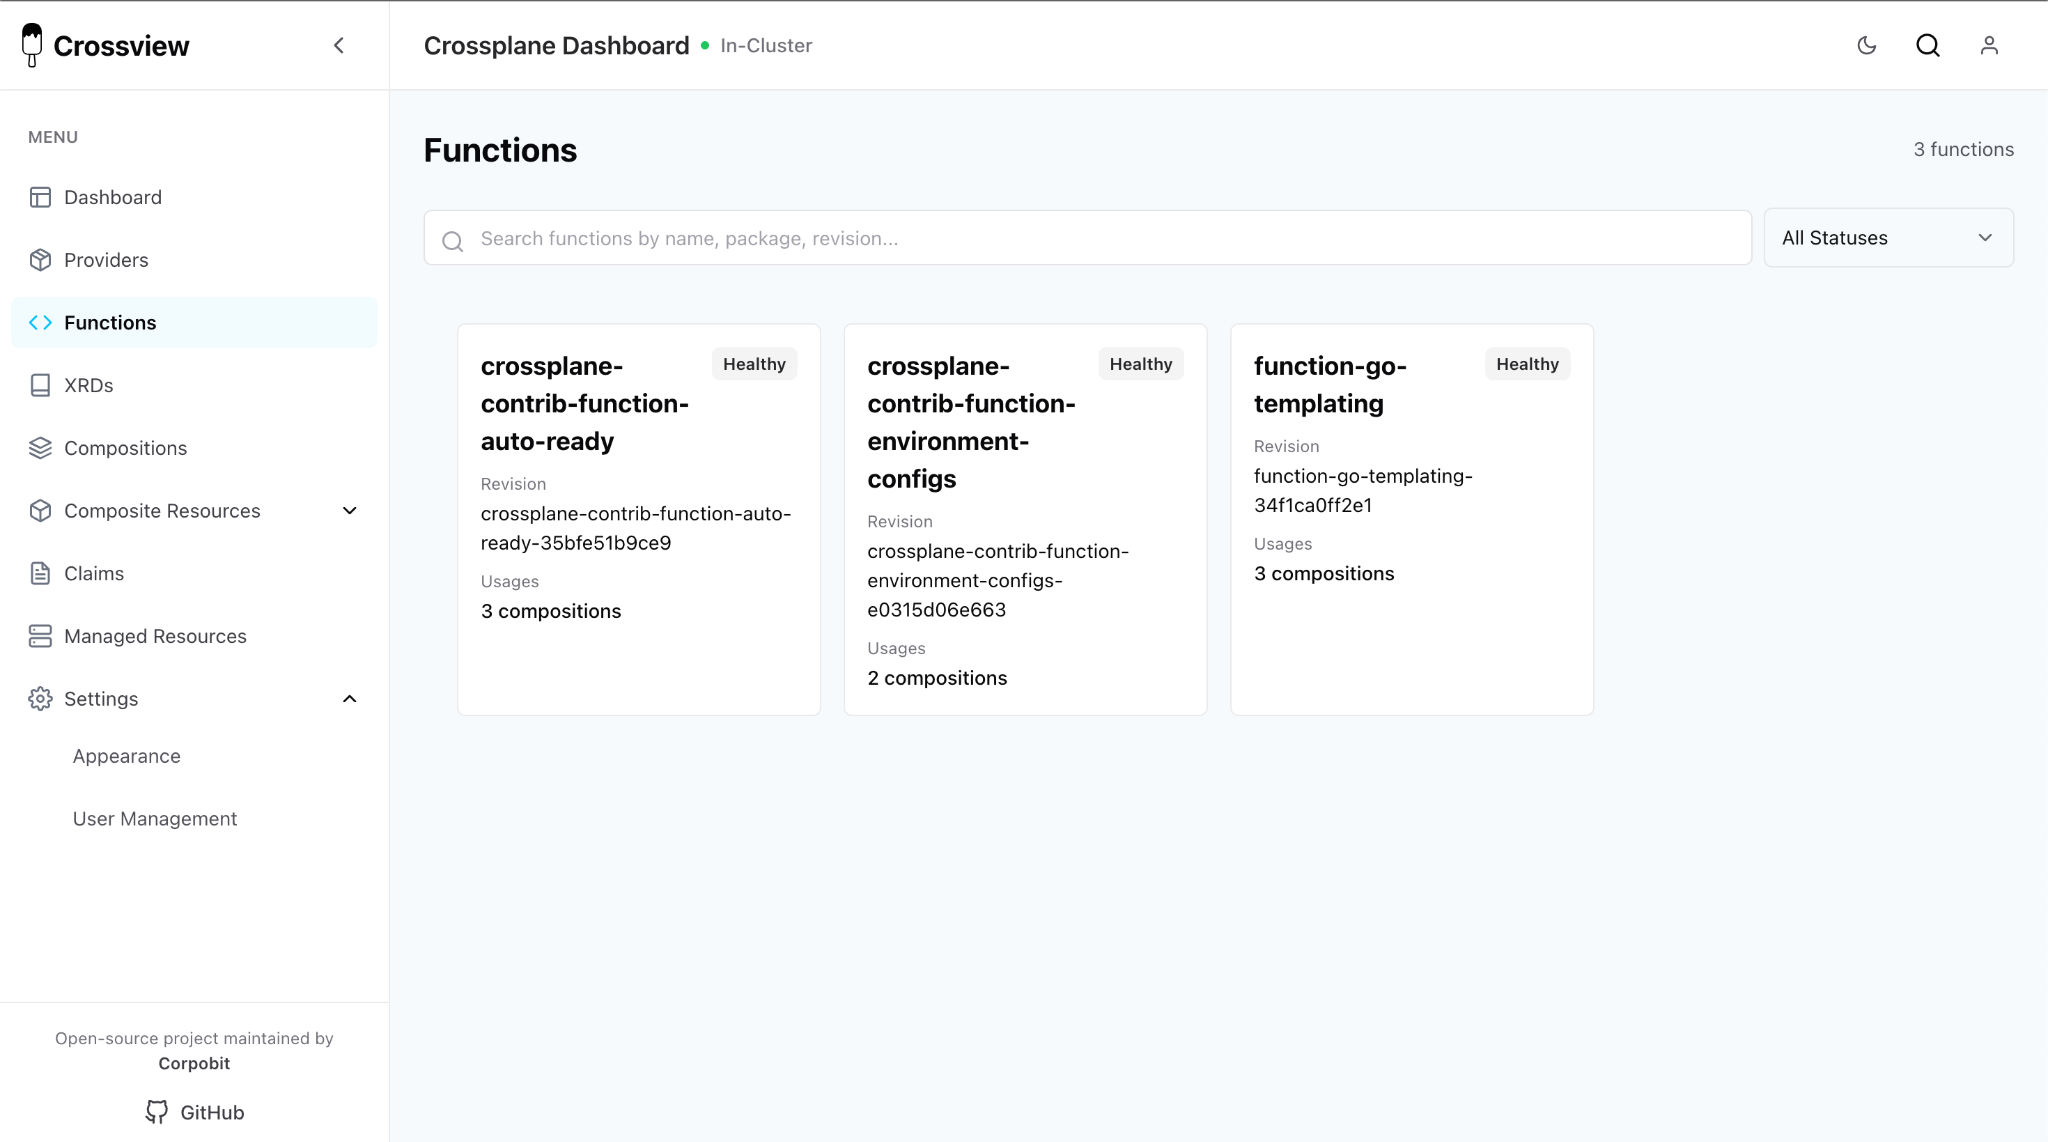 Crossview
Crossplane Dashboard
In-Cluster
MENU
Dashboard
Providers
Functions
XRDs
Compositions
Composite Resources
Claims
Managed Resources
Settings
Appearance
User Management
Open-source project maintained by
Corpobit
GitHub
Functions
3 functions
Search functions by name, package, revision...
All Statuses
crossplane-
contrib-function-
auto-ready
Healthy
Revision
crossplane-contrib-function-auto-
ready-35bfe51b9ce9
Usages
3 compositions
crossplane-
contrib-function-
environment-
configs
Healthy
Revision
crossplane-contrib-function-
environment-configs-
e0315d06e663
Usages
2 compositions
function-go-
templating
Healthy
Revision
function-go-templating-
34f1ca0ff2e1
Usages
3 compositions